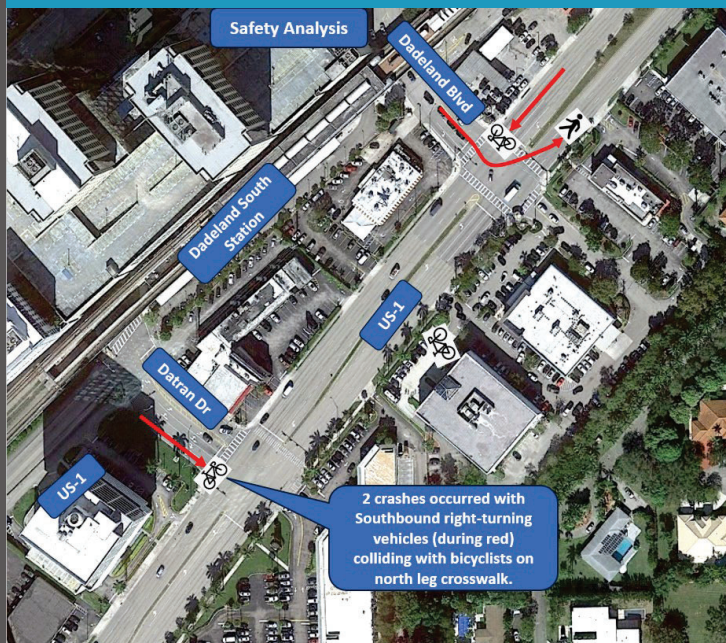 Safety Analysis
Dadeland Blvd
Dadeland South
Station
US-1
Datran Dr
US-1
2 crashes occurred with
Southbound right-turning
vehicles (during red)
colliding with bicyclists on
north leg crosswalk.